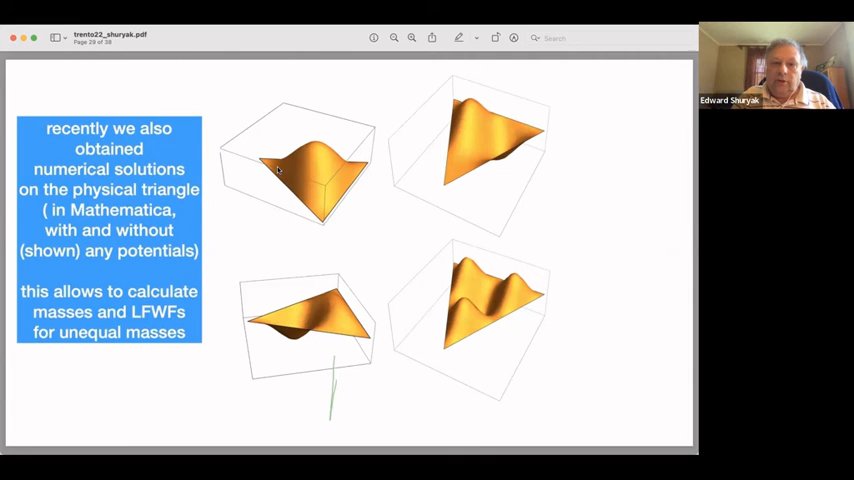 trento22_shuryak.pdf
Page 29 of 38
Search
Edward Shuryak
recently we also
obtained
numerical solutions
on the physical triangle
( in Mathematica,
with and without
(shown) any potentials)
this allows to calculate
masses and LFWFs
for unequal masses